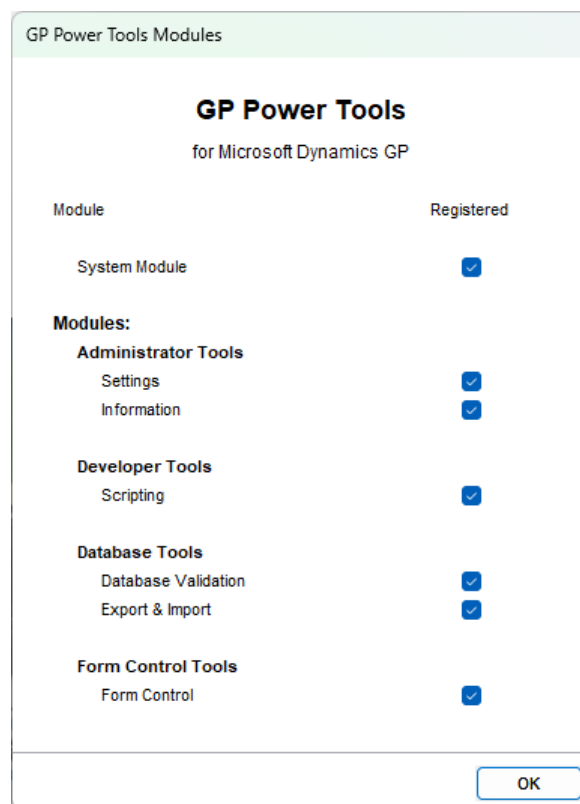 GP Power Tools Modules
GP Power Tools
for Microsoft Dynamics GP
Module Registered
System Module
Modules:
Administrator Tools
Settings
Information
Developer Tools
Scripting
Database Tools
Database Validation
Export & Import
Form Control Tools
Form Control
OK